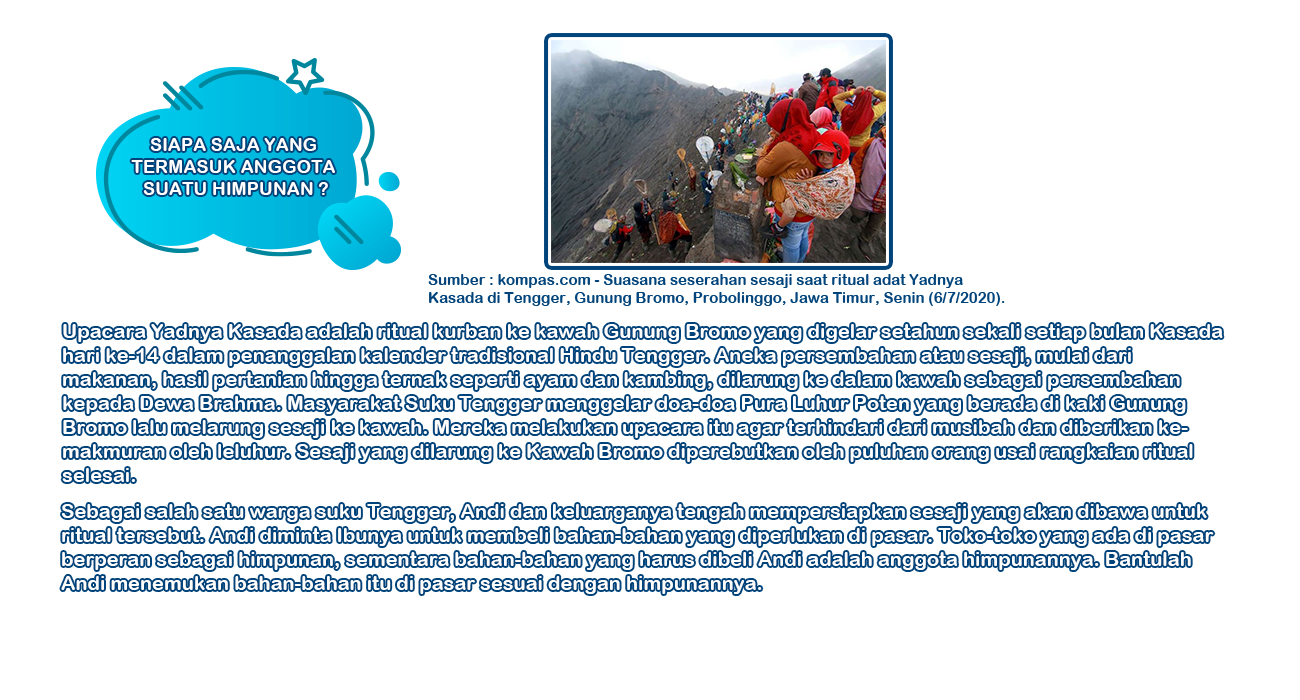 SIAPA SAJA YANG
TERMASUK ANGGOTA
SUATU HIMPUNAN ?
Sumber : kompas.com - Suasana seserahan sesaji saat ritual adat Yadnya
Kasada di Tengger, Gunung Bromo, Probolinggo, Jawa Timur, Senin (6/7/2020).
Upacara Yadnya Kasada adalah ritual kurban ke kawah Gunung Bromo yang digelar setahun sekali setiap bulan Kasada
hari ke-14 dalam penanggalan kalender tradisional Hindu Tengger. Aneka persembahan atau sesaji, mulai dari
makanan, hasil pertanian hingga ternak seperti ayam dan kambing, dilarung ke dalam kawah sebagai persembahan
kepada Dewa Brahma. Masyarakat Suku Tengger menggelar doa-doa Pura Luhur Poten yang berada di kaki Gunung
Bromo lalu melarung sesaji ke kawah. Mereka melakukan upacara itu agar terhindari dari musibah dan diberikan ke-
makmuran oleh leluhur. Sesaji yang dilarung ke Kawah Bromo diperebutkan oleh puluhan orang usai rangkaian ritual
selesai.
Sebagai salah satu warga suku Tengger, Andi dan keluarganya tengah mempersiapkan sesaji yang akan dibawa untuk
ritual tersebut. Andi diminta Ibunya untuk membeli bahan-bahan yang diperlukan di pasar. Toko-toko yang ada di pasar
berperan sebagai himpunan, sementara bahan-bahan yang harus dibeli Andi adalah anggota himpunannya. Bantulah
Andi menemukan bahan-bahan itu di pasar sesuai dengan himpunannya.